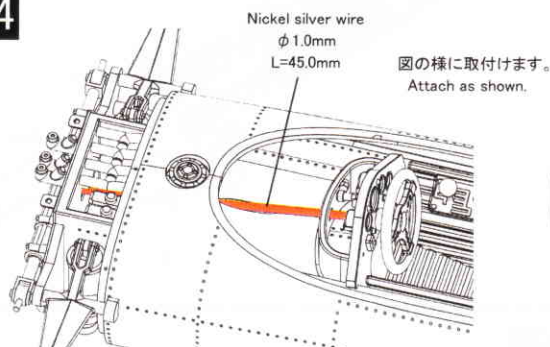 4
Nickel silver wire
φ1.0mm
L=45.0mm
図の様に取付けます。
Attach as shown.